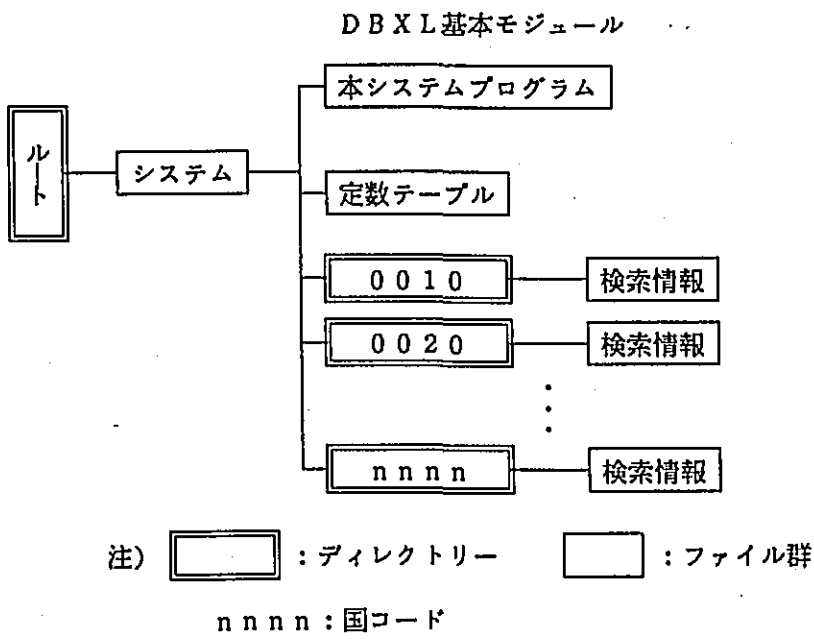 DBXL基本モジュール
本システムプログラム
ルート
システム
定数テーブル
0010
検索情報
0020
検索情報
nnnn
検索情報
注)
:ディレクトリー
:ファイル群
nnnn:国コード